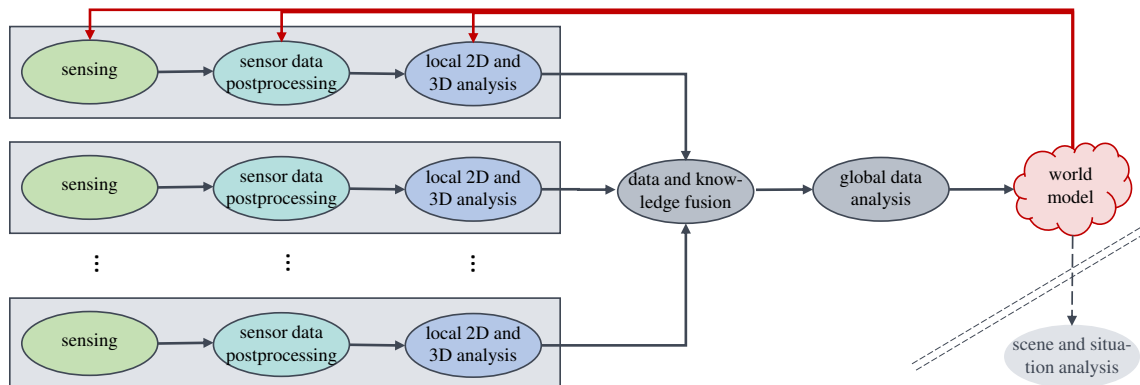 sensing
sensor data
postprocessing
local 2D and
3D analysis
sensing
sensor data
postprocessing
local 2D and
3D analysis
data and know-
ledge fusion
global data
analysis
world
model
sensing
sensor data
postprocessing
local 2D and
3D analysis
scene and situa-
tion analysis